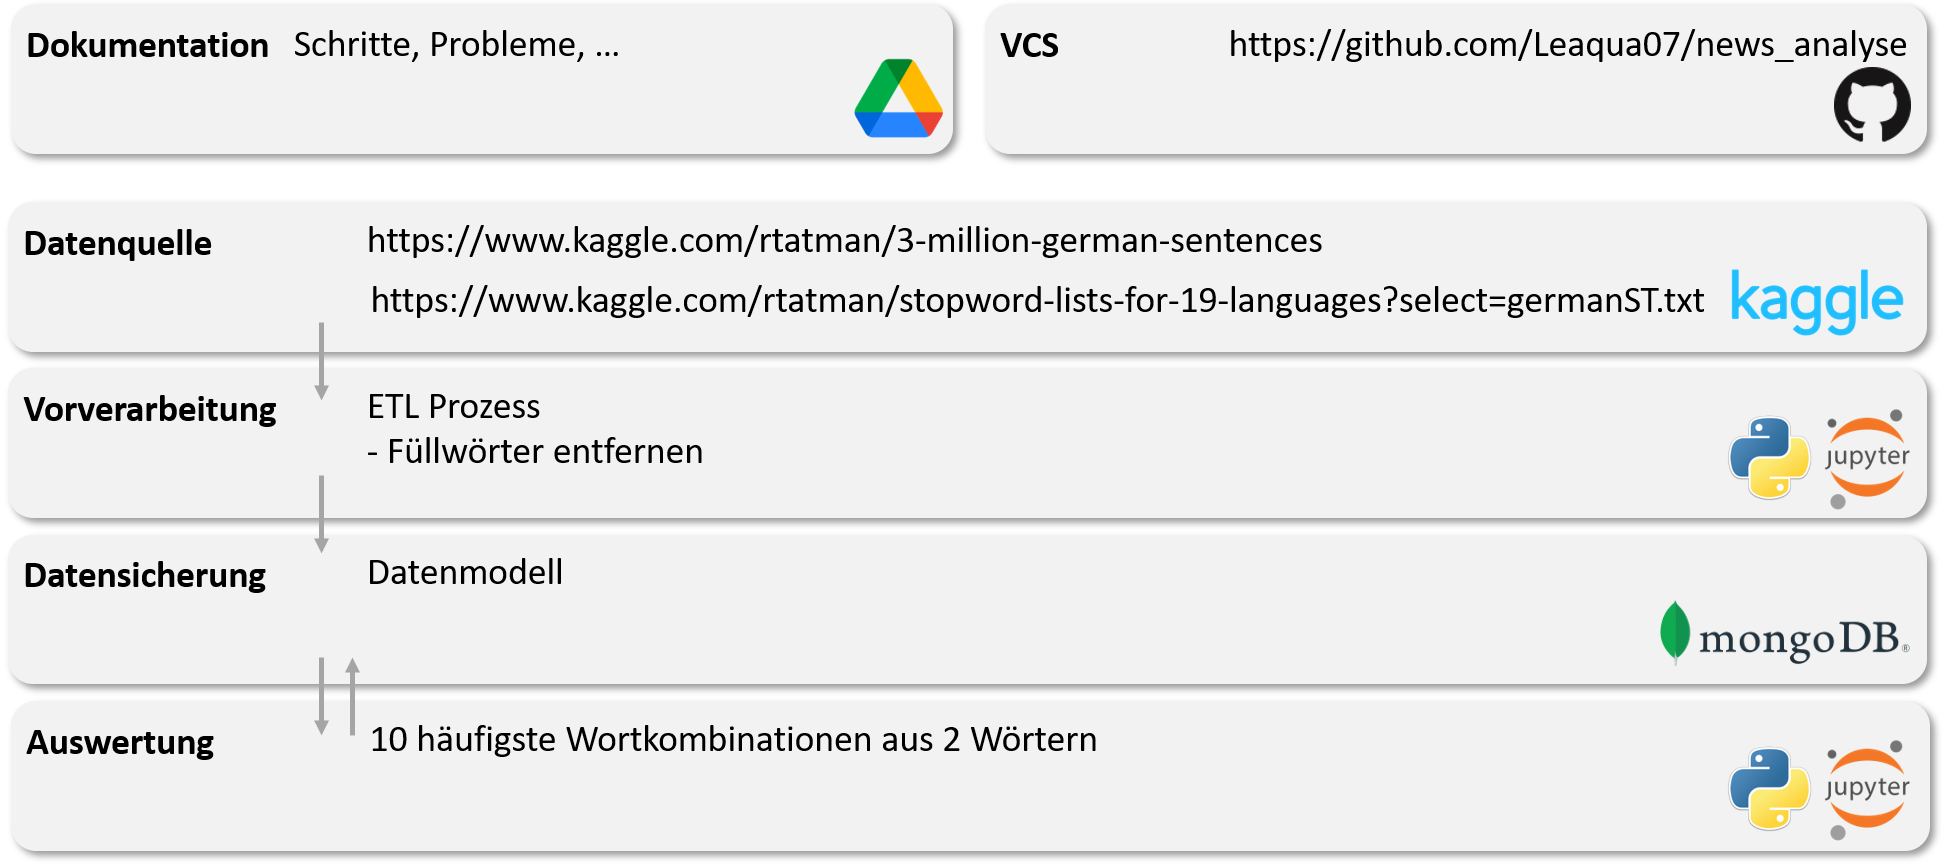 Dokumentation Schritte, Probleme, ...
VCS https://github.com/Leaqua07/news_analyse
Datenquelle https://www.kaggle.com/rtatman/3-million-german-sentences
https://www.kaggle.com/rtatman/stopword-lists-for-19-languages?select=germanST.txt
kaggle
Vorverarbeitung ETL Prozess
- Füllwörter entfernen
jupyter
Datensicherung Datenmodell
mongoDB®
Auswertung 10 häufigste Wortkombinationen aus 2 Wörtern
jupyter